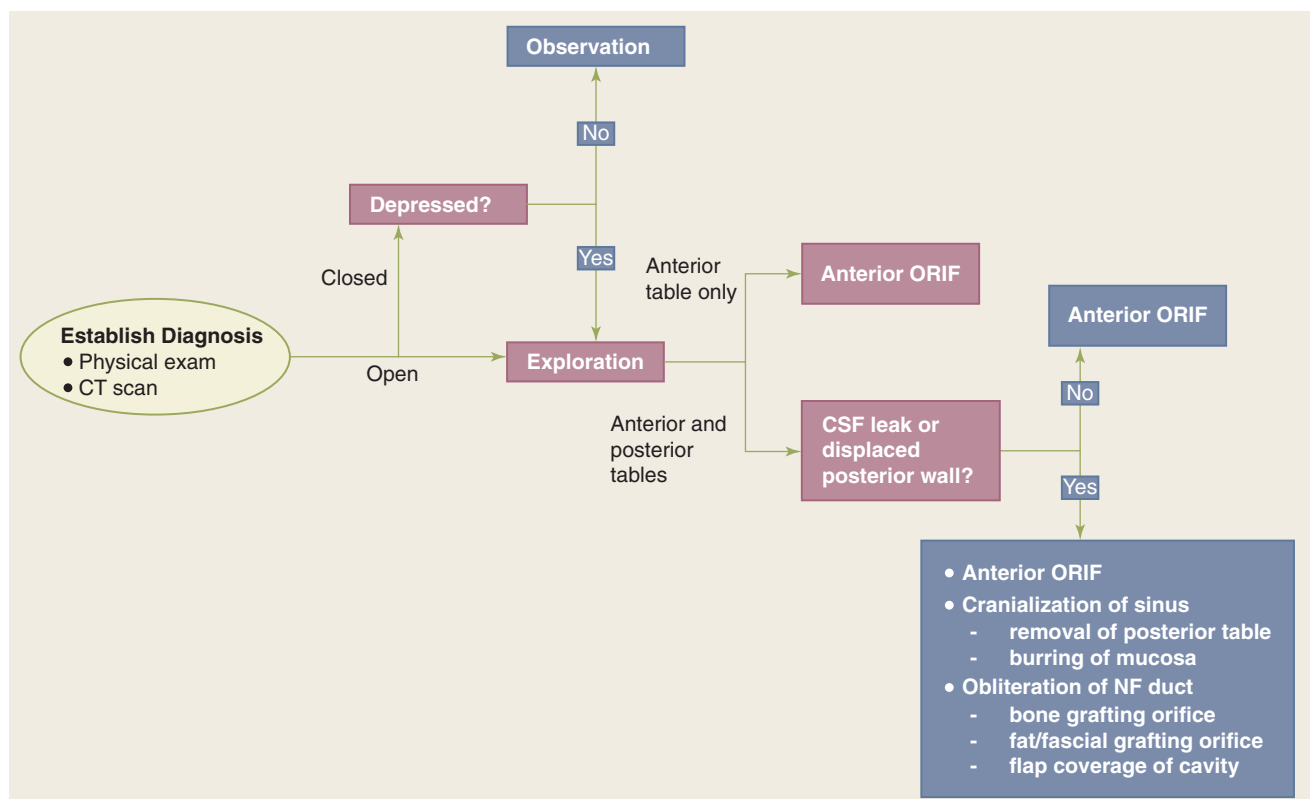 Observation
No
Depressed?
Yes
Closed
Anterior
table only
Anterior ORIF
Anterior ORIF
Establish Diagnosis
• Physical exam
• CT scan
Open
Exploration
No
Anterior and
posterior
tables
CSF leak or
displaced
posterior wall?
Yes
• Anterior ORIF
• Cranialization of sinus
- removal of posterior table
- burring of mucosa
• Obliteration of NF duct
- bone grafting orifice
- fat/fascial grafting orifice
- flap coverage of cavity